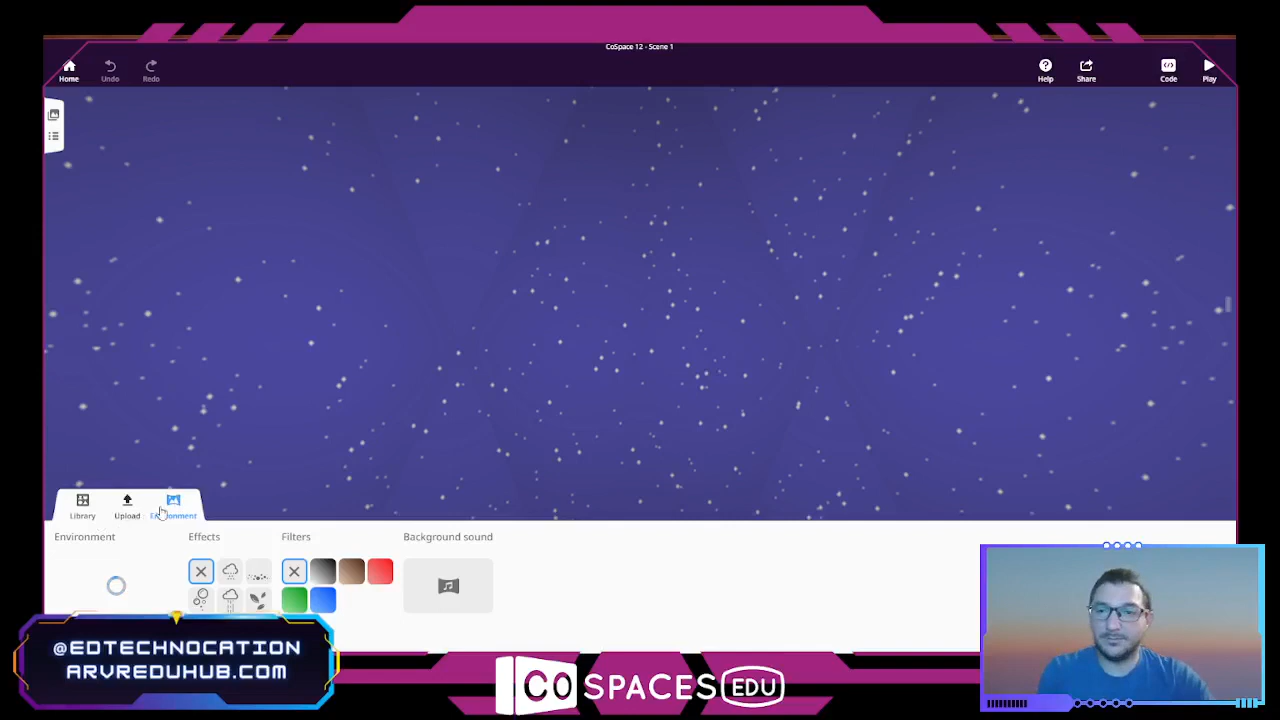 CoSpace 12 - Scene 1
Home
Undo
Redo
Help
Share
Code
Play
Library
Upload
Environment
Environment
Effects
Filters
Background sound
@EDTECHNOCATION
ARVREDUHUB.COM
COSPACES EDU